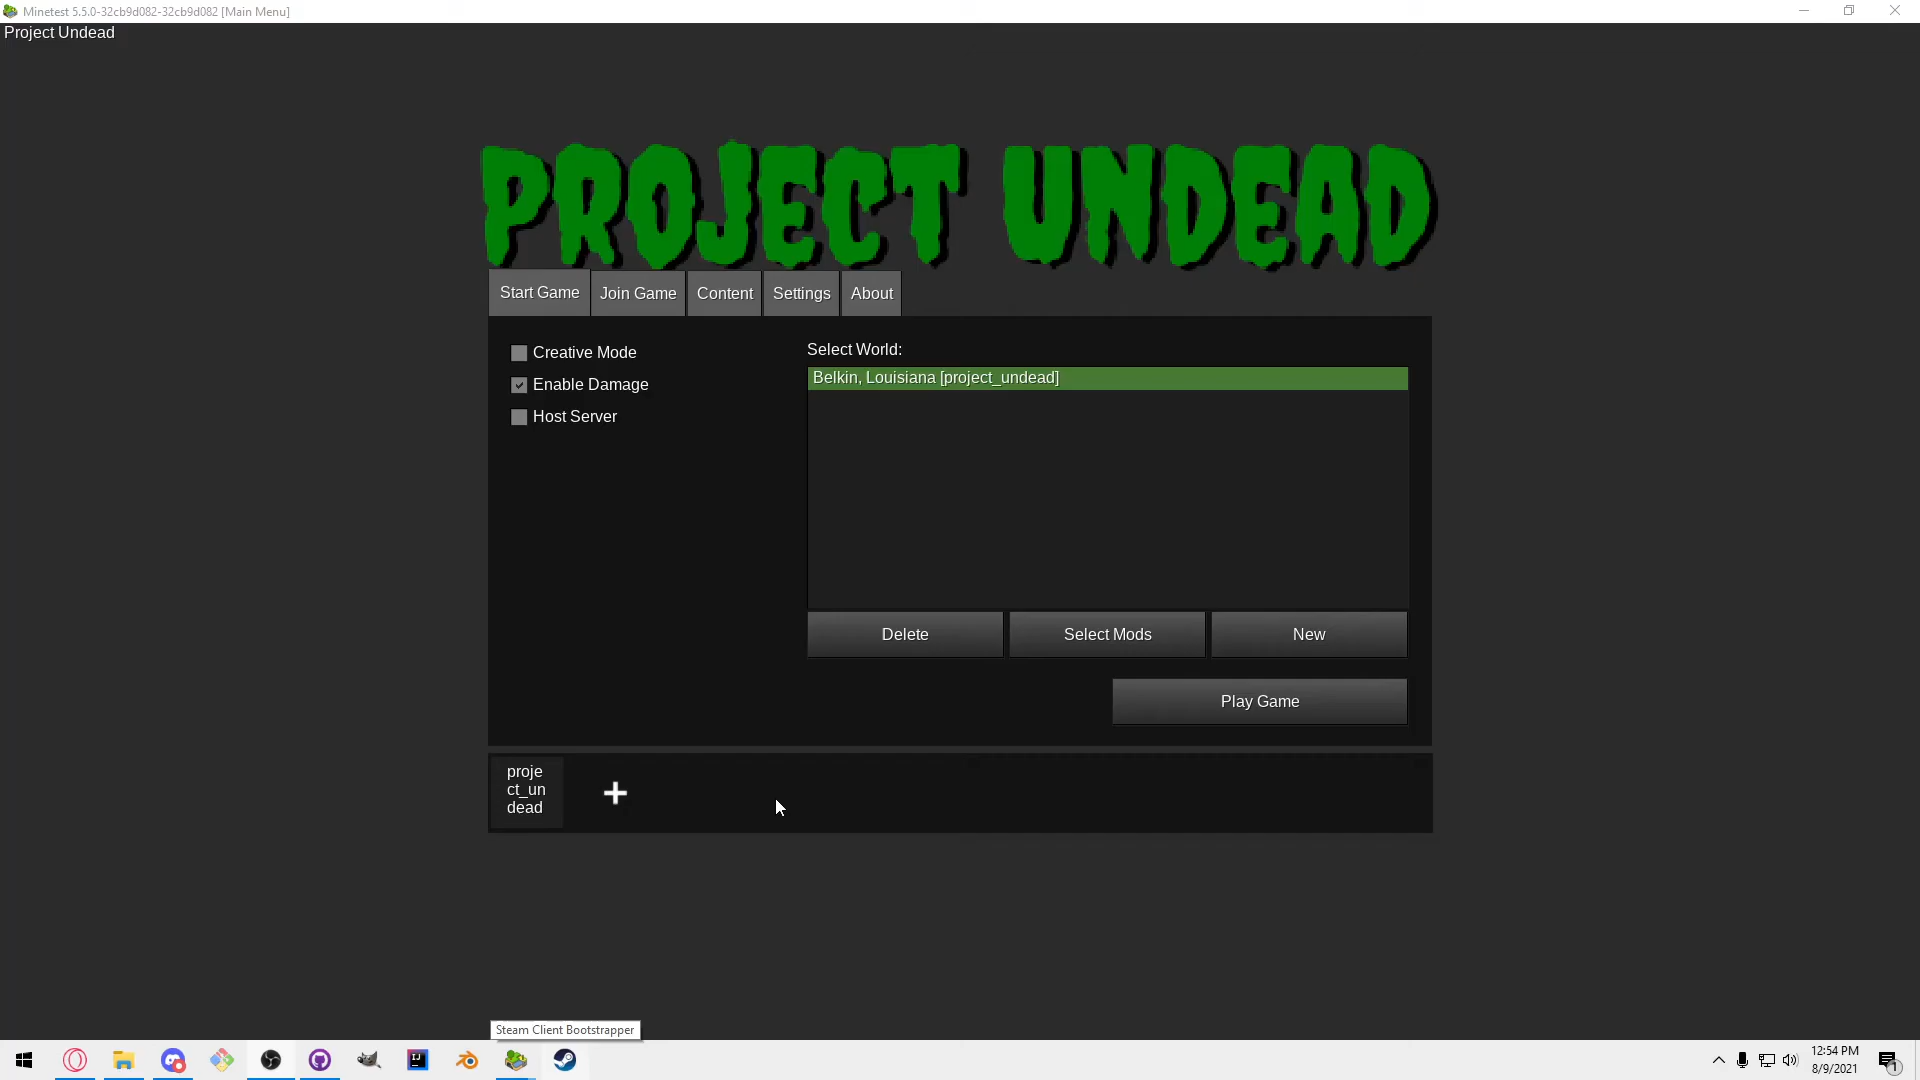 Minetest 5.5.0-32cb9d082-32cb9d082 [Main Menu]
Project Undead
PROJECT UNDEAD
Start Game
Join Game
Content
Settings
About
Creative Mode
Enable Damage
Host Server
Select World:
Belkin, Louisiana [project_undead]
Delete
Select Mods
New
Play Game
proje
ct_un
dead
Steam Client Bootstrapper
IJ
12:54 PM
8/9/2021
1